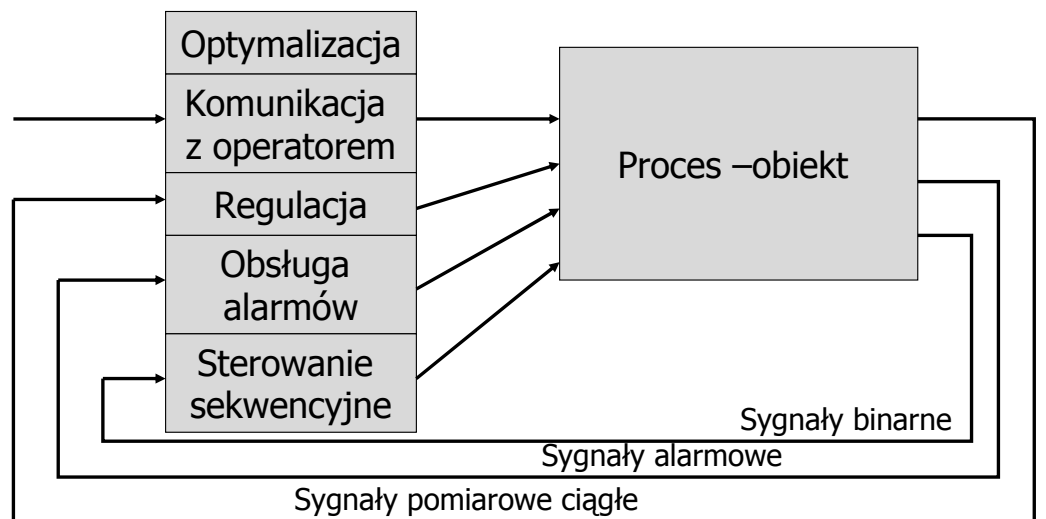 Optymalizacja
Komunikacja
z operatorem
Regulacja
Obsługa
alarmów
Sterowanie
sekwencyjne
Proces –obiekt
Sygnały binarne
Sygnały alarmowe
Sygnały pomiarowe ciągłe